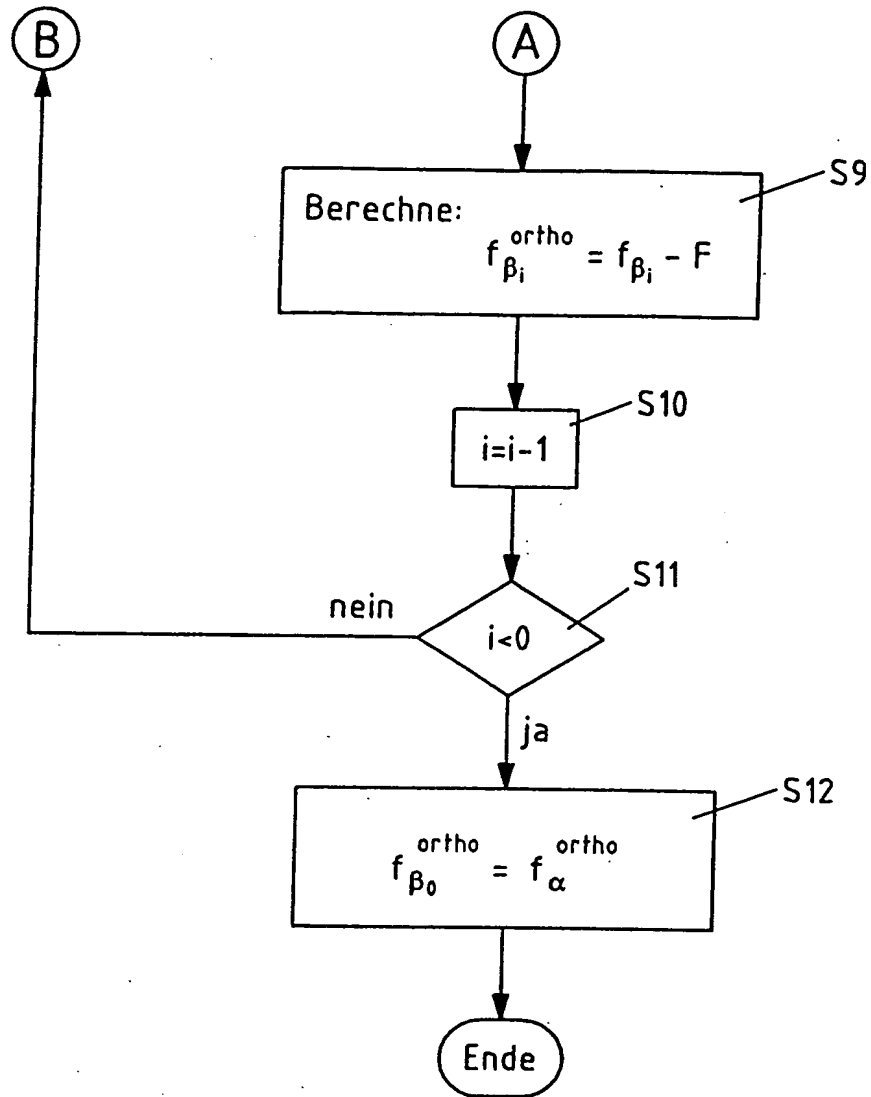 B
A
S9
Berechne:
f_{β_i}^{ortho} = f_{β_i} - F
S10
i=i-1
S11
nein
i<0
ja
S12
f_{β_0}^{ortho} = f_α^{ortho}
Ende